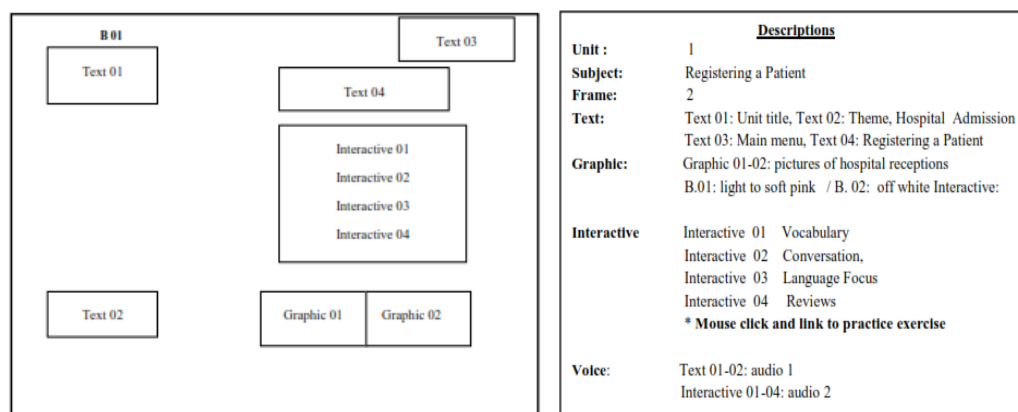 B 01
Text 03
Text 01
Text 04
Interactive 01
Interactive 02
Interactive 03
Interactive 04
Text 02
Graphic 01
Graphic 02
Descriptions
Unit : 1
Subject: Registering a Patient
Frame: 2
Text: Text 01: Unit title, Text 02: Theme, Hospital Admission
Text 03: Main menu, Text 04: Registering a Patient
Graphic: Graphic 01-02: pictures of hospital receptions
B.01: light to soft pink / B. 02: off white Interactive:
Interactive Interactive 01 Vocabulary
Interactive 02 Conversation,
Interactive 03 Language Focus
Interactive 04 Reviews
* Mouse click and link to practice exercise
Voice: Text 01-02: audio 1
Interactive 01-04: audio 2